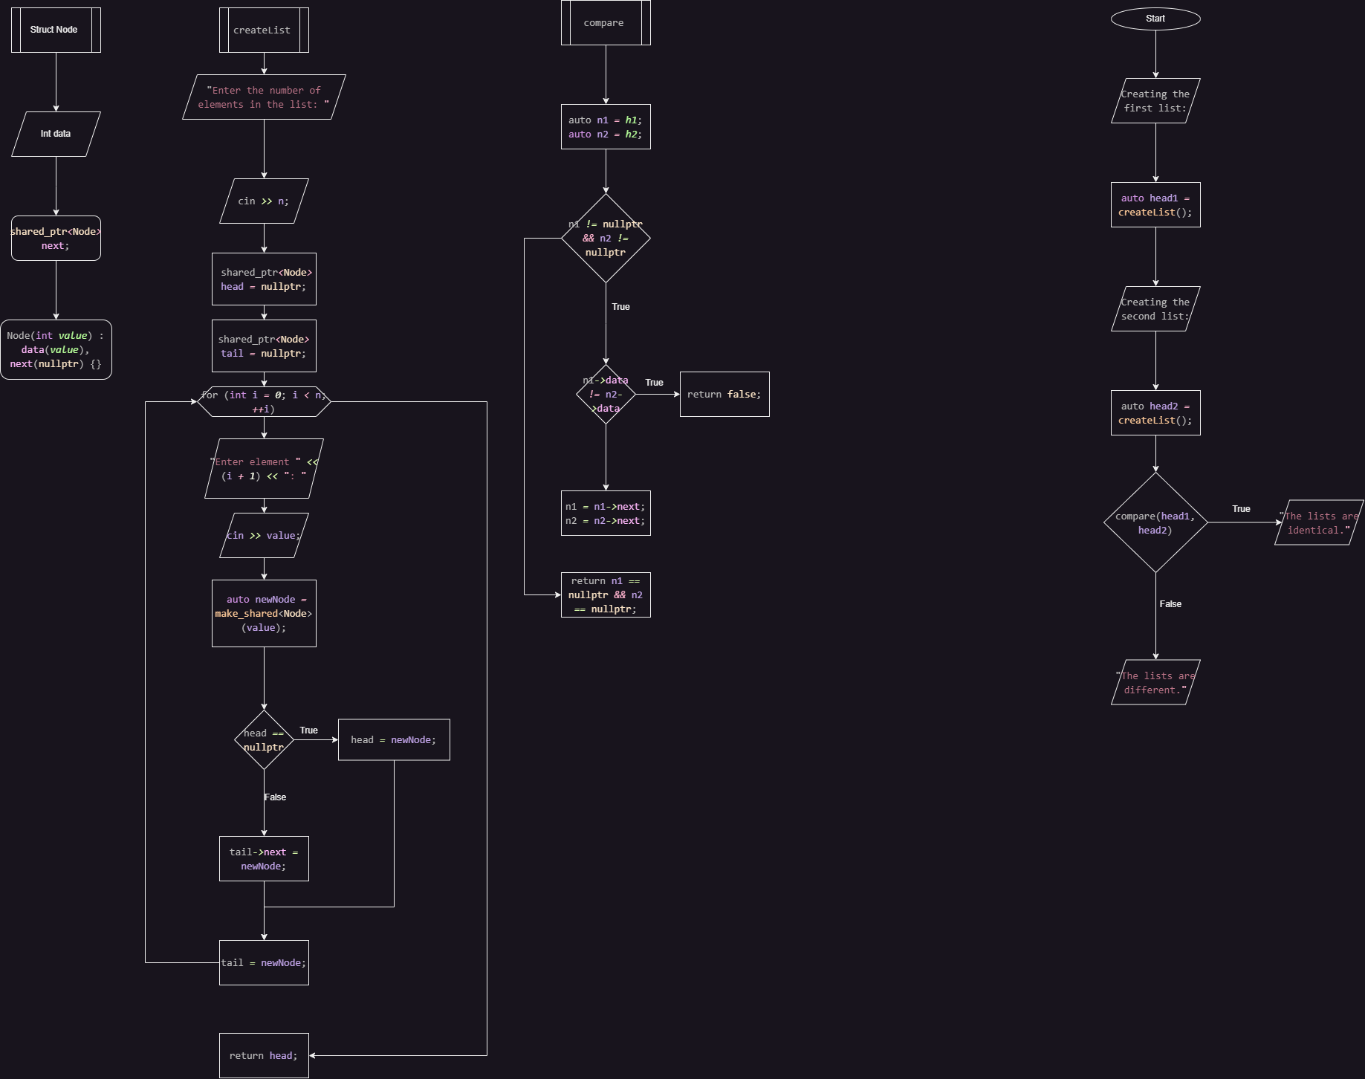 Struct Node
Int data
shared_ptr<Node>
next;
Node(int value) :
data(value),
next(nullptr) {}
createList
"Enter the number of
elements in the list: "
cin >> n;
shared_ptr<Node>
head = nullptr;
shared_ptr<Node>
tail = nullptr;
for (int i = 0; i < n;
++i)
"Enter element " <<
(i + 1) << ": "
cin >> value;
auto newNode =
make_shared<Node>
(value);
head ==
nullptr
True
head = newNode;
False
tail->next =
newNode;
tail = newNode;
return head;
compare
auto n1 = h1;
auto n2 = h2;
n1 != nullptr
&& n2 !=
nullptr
True
n1->data
!= n2-
>data
True
return false;
n1 = n1->next;
n2 = n2->next;
return n1 ==
nullptr && n2
== nullptr;
Start
Creating the
first list:
auto head1 =
createList();
Creating the
second list:
auto head2 =
createList();
compare(head1,
head2)
True
"The lists are
identical."
False
"The lists are
different."